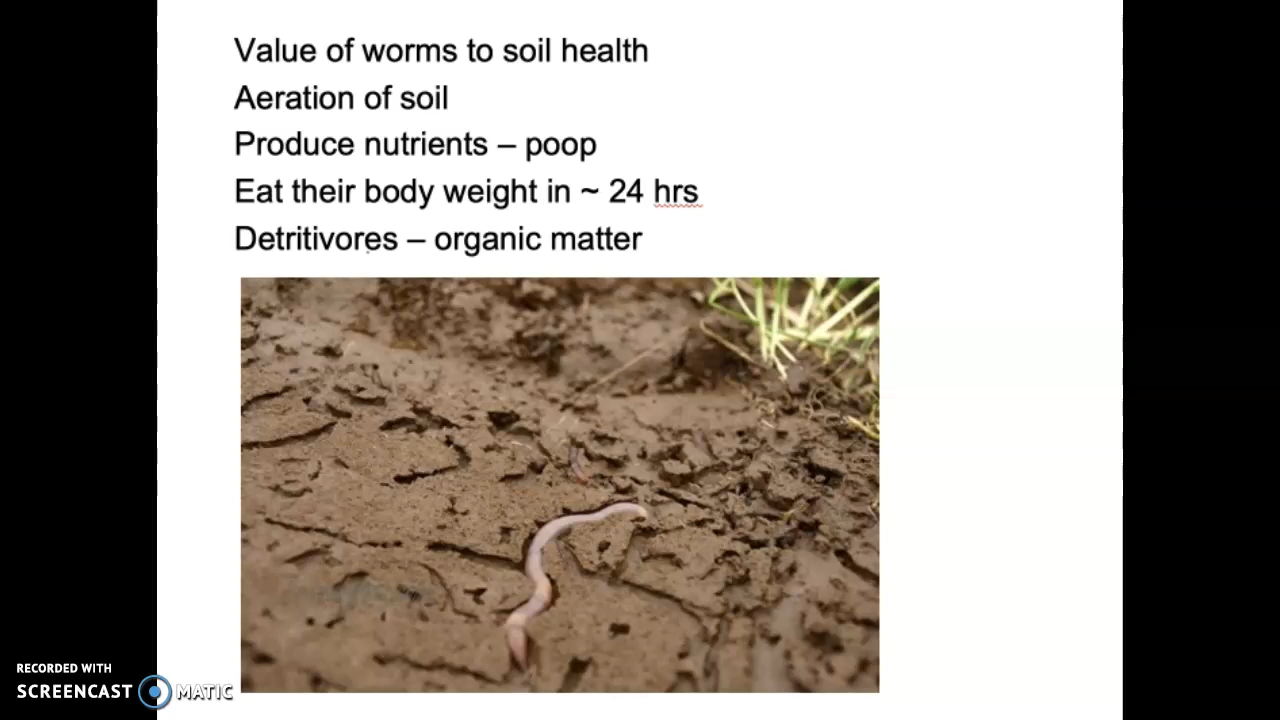 Value of worms to soil health
Aeration of soil
Produce nutrients – poop
Eat their body weight in ~ 24 hrs
Detritivores – organic matter
RECORDED WITH
SCREENCAST MATIC